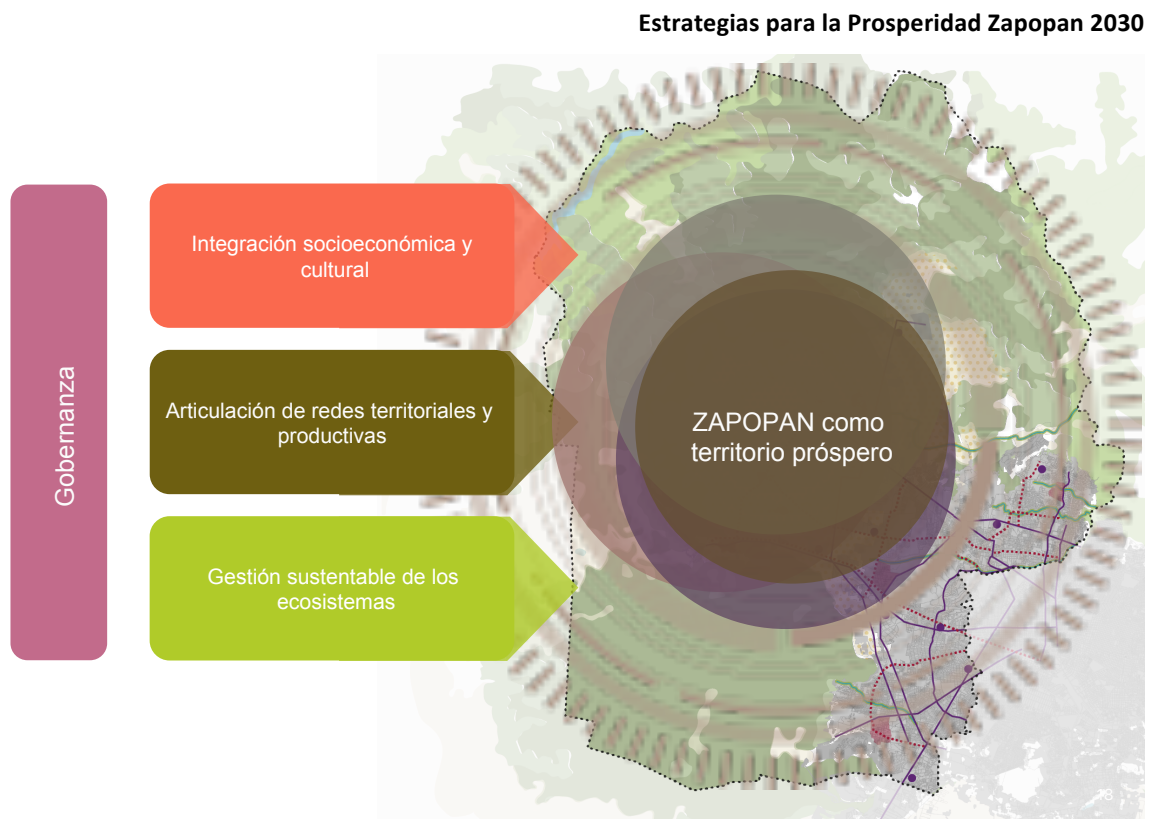 Estrategias para la Prosperidad Zapopan 2030
Gobernanza
Integración socioeconómica y
cultural
Articulación de redes territoriales y
productivas
Gestión sustentable de los
ecosistemas
ZAPOPAN como
territorio próspero